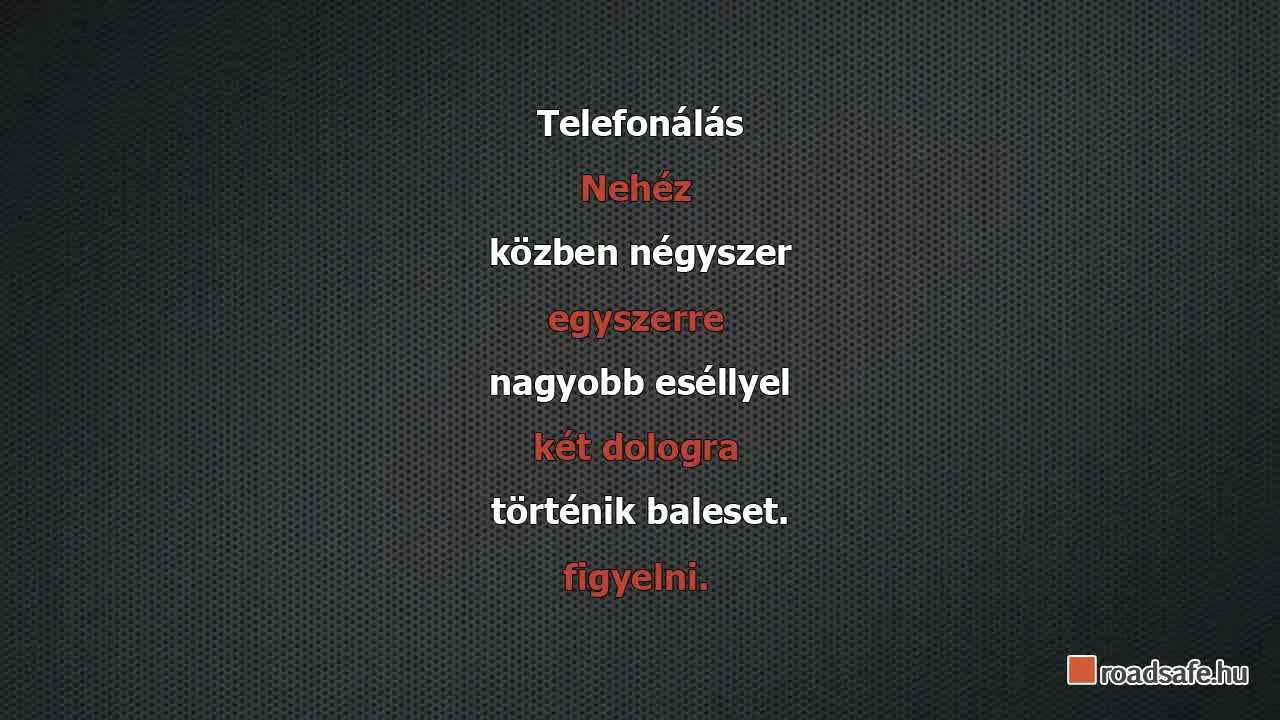 Telefonálás
Nehéz
közben négyszer
egyszerre
nagyobb eséllyel
két dologra
történik baleset.
figyelni.
roadsafe.hu